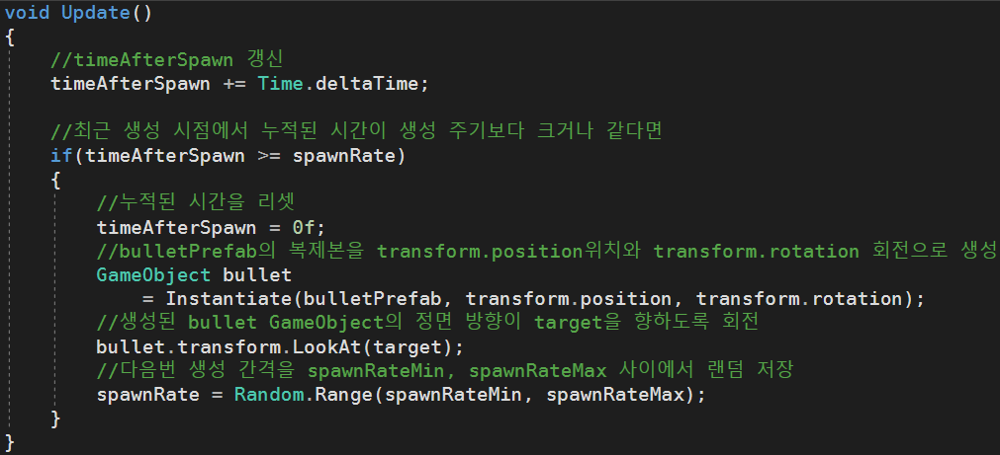 void Update()
{
//timeAfterSpawn 갱신
timeAfterSpawn += Time.deltaTime;
//최근 생성 시점에서 누적된 시간이 생성 주기보다 크거나 같다면
if(timeAfterSpawn >= spawnRate)
{
//누적된 시간을 리셋
timeAfterSpawn = 0f;
//bulletPrefab의 복제본을 transform.position위치와 transform.rotation 회전으로 생성
GameObject bullet
= Instantiate(bulletPrefab, transform.position, transform.rotation);
//생성된 bullet GameObject의 정면 방향이 target을 향하도록 회전
bullet.transform.LookAt(target);
//다음번 생성 간격을 spawnRateMin, spawnRateMax 사이에서 랜덤 저장
spawnRate = Random.Range(spawnRateMin, spawnRateMax);
}
}